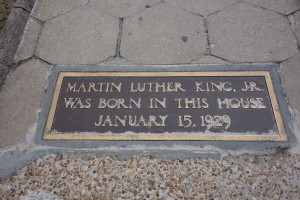 MARTIN LUTHER KING, JR.
WAS BORN IN THIS HOUSE
JANUARY 15, 1929